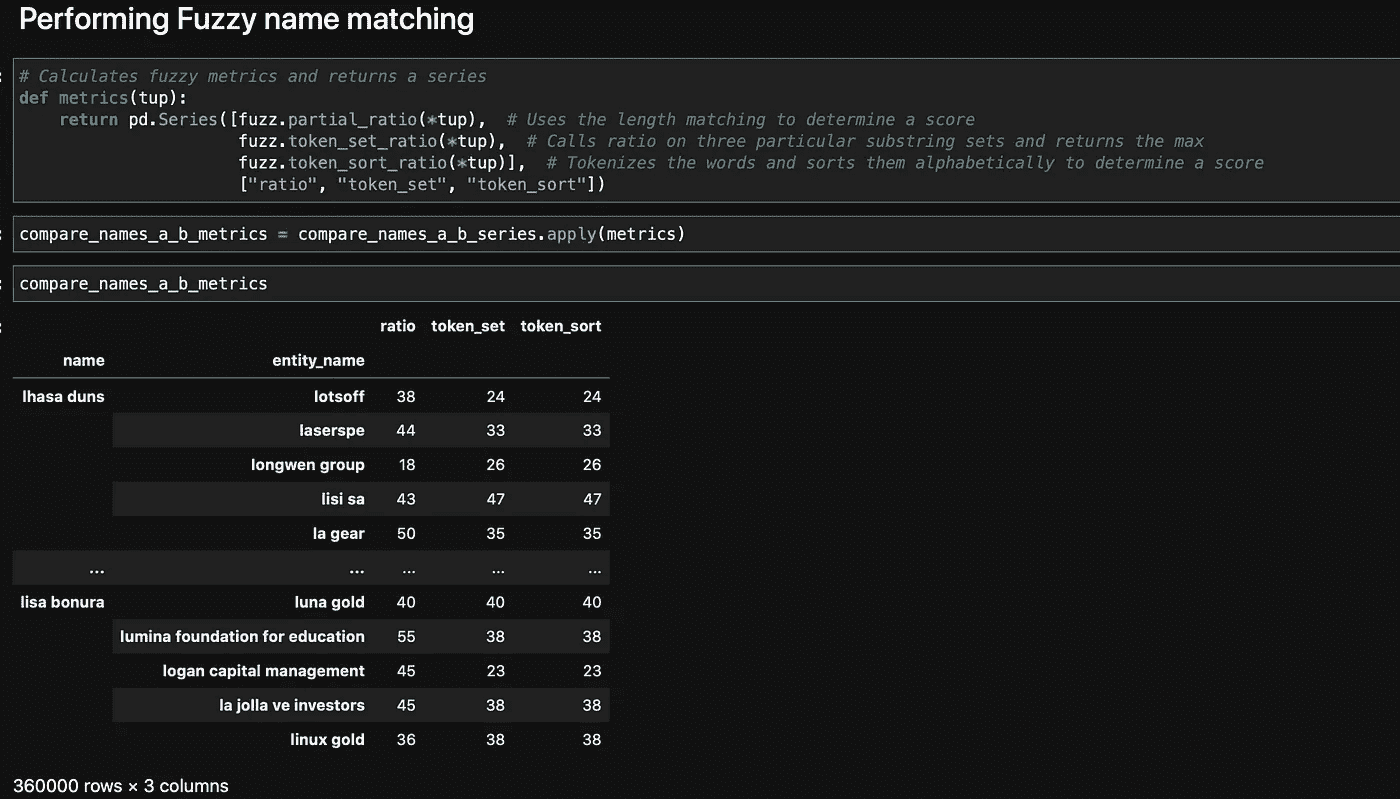 Performing Fuzzy name matching
# Calculates fuzzy metrics and returns a series
def metrics(tup):
    return pd.Series([fuzz.partial_ratio(*tup),  # Uses the length matching to determine a score
                      fuzz.token_set_ratio(*tup),  # Calls ratio on three particular substring sets and returns the max
                      fuzz.token_sort_ratio(*tup)],  # Tokenizes the words and sorts them alphabetically to determine a score
                      ["ratio", "token_set", "token_sort"])
compare_names_a_b_metrics = compare_names_a_b_series.apply(metrics)
compare_names_a_b_metrics
ratio token_set token_sort
name entity_name
lhasa duns lotsoff 38 24 24
laserspe 44 33 33
longwen group 18 26 26
lisi sa 43 47 47
la gear 50 35 35
... ... ... ... ...
lisa bonura luna gold 40 40 40
lumina foundation for education 55 38 38
logan capital management 45 23 23
la jolla ve investors 45 38 38
linux gold 36 38 38
360000 rows × 3 columns